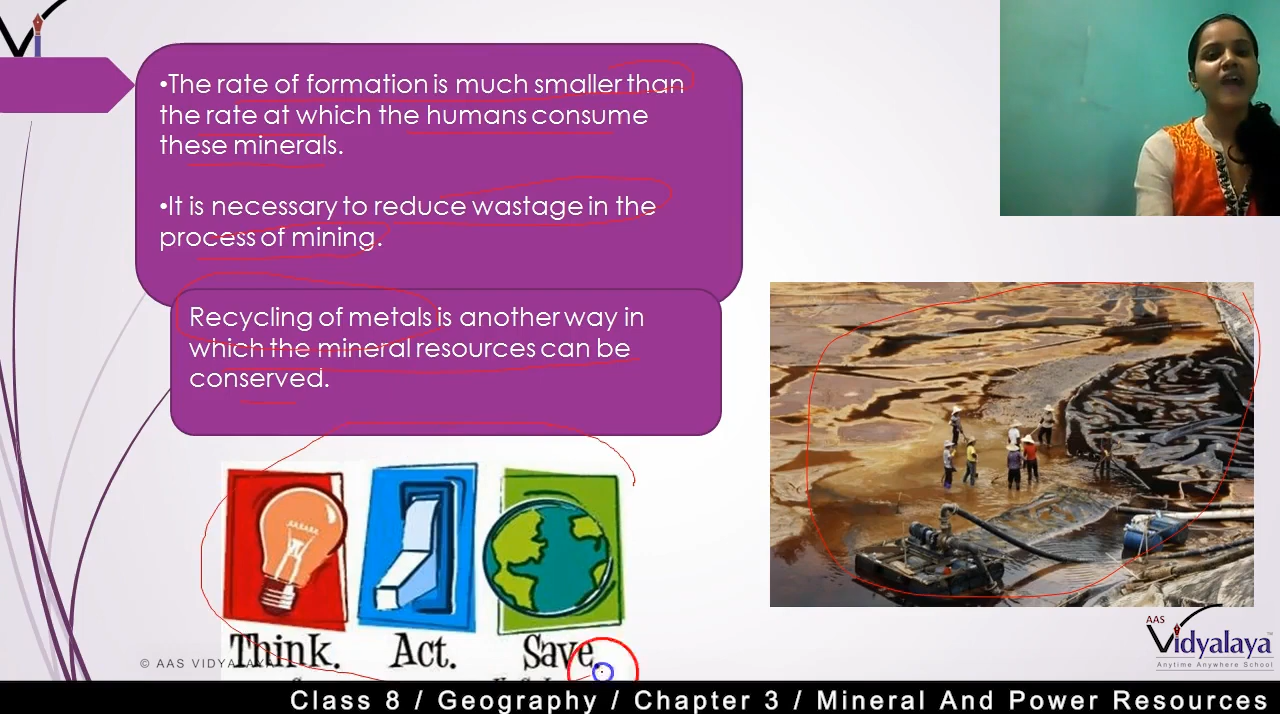 •The rate of formation is much smaller than
the rate at which the humans consume
these minerals.
•It is necessary to reduce wastage in the
process of mining.
Recycling of metals is another way in
which the mineral resources can be
conserved.
Think. Act. Save.
© AAS VIDYALAYA
AAS
Vidyalaya
Anytime Anywhere School
Class 8 / Geography / Chapter 3 / Mineral And Power Resources